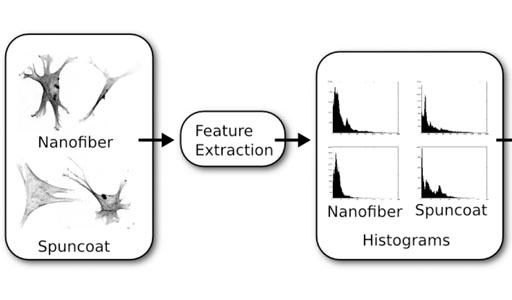 Nanofiber
Spuncoat
Feature
Extraction
Nanofiber Spuncoat
Histograms